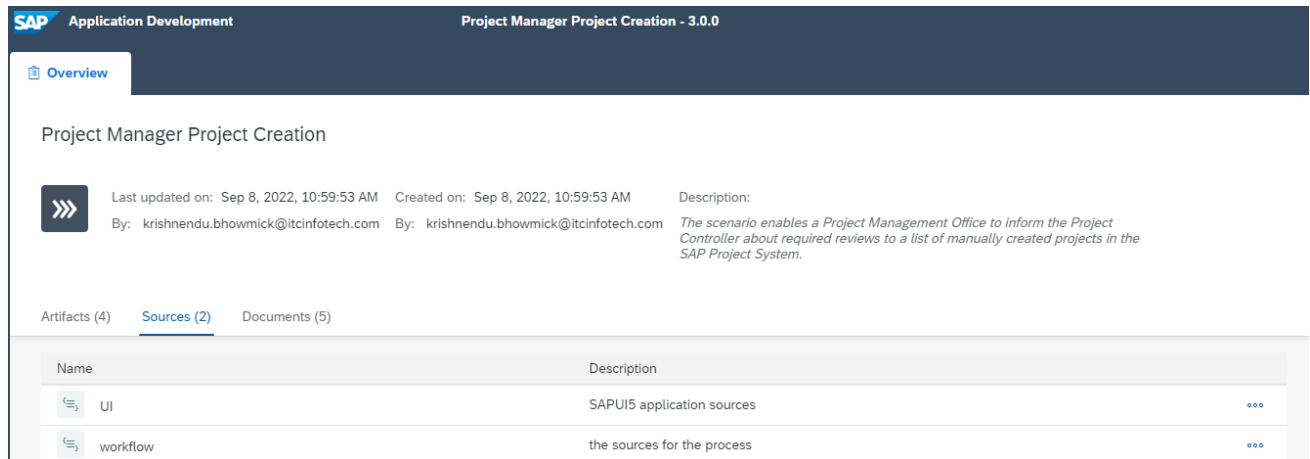 SAP Application Development Project Manager Project Creation - 3.0.0
Overview
Project Manager Project Creation
Last updated on: Sep 8, 2022, 10:59:53 AM Created on: Sep 8, 2022, 10:59:53 AM Description:
By: krishnendu.bhowmick@itcinfotech.com By: krishnendu.bhowmick@itcinfotech.com The scenario enables a Project Management Office to inform the Project
Controller about required reviews to a list of manually created projects in the
SAP Project System.
Artifacts (4) Sources (2) Documents (5)
Name Description
UI SAPUI5 application sources
workflow the sources for the process